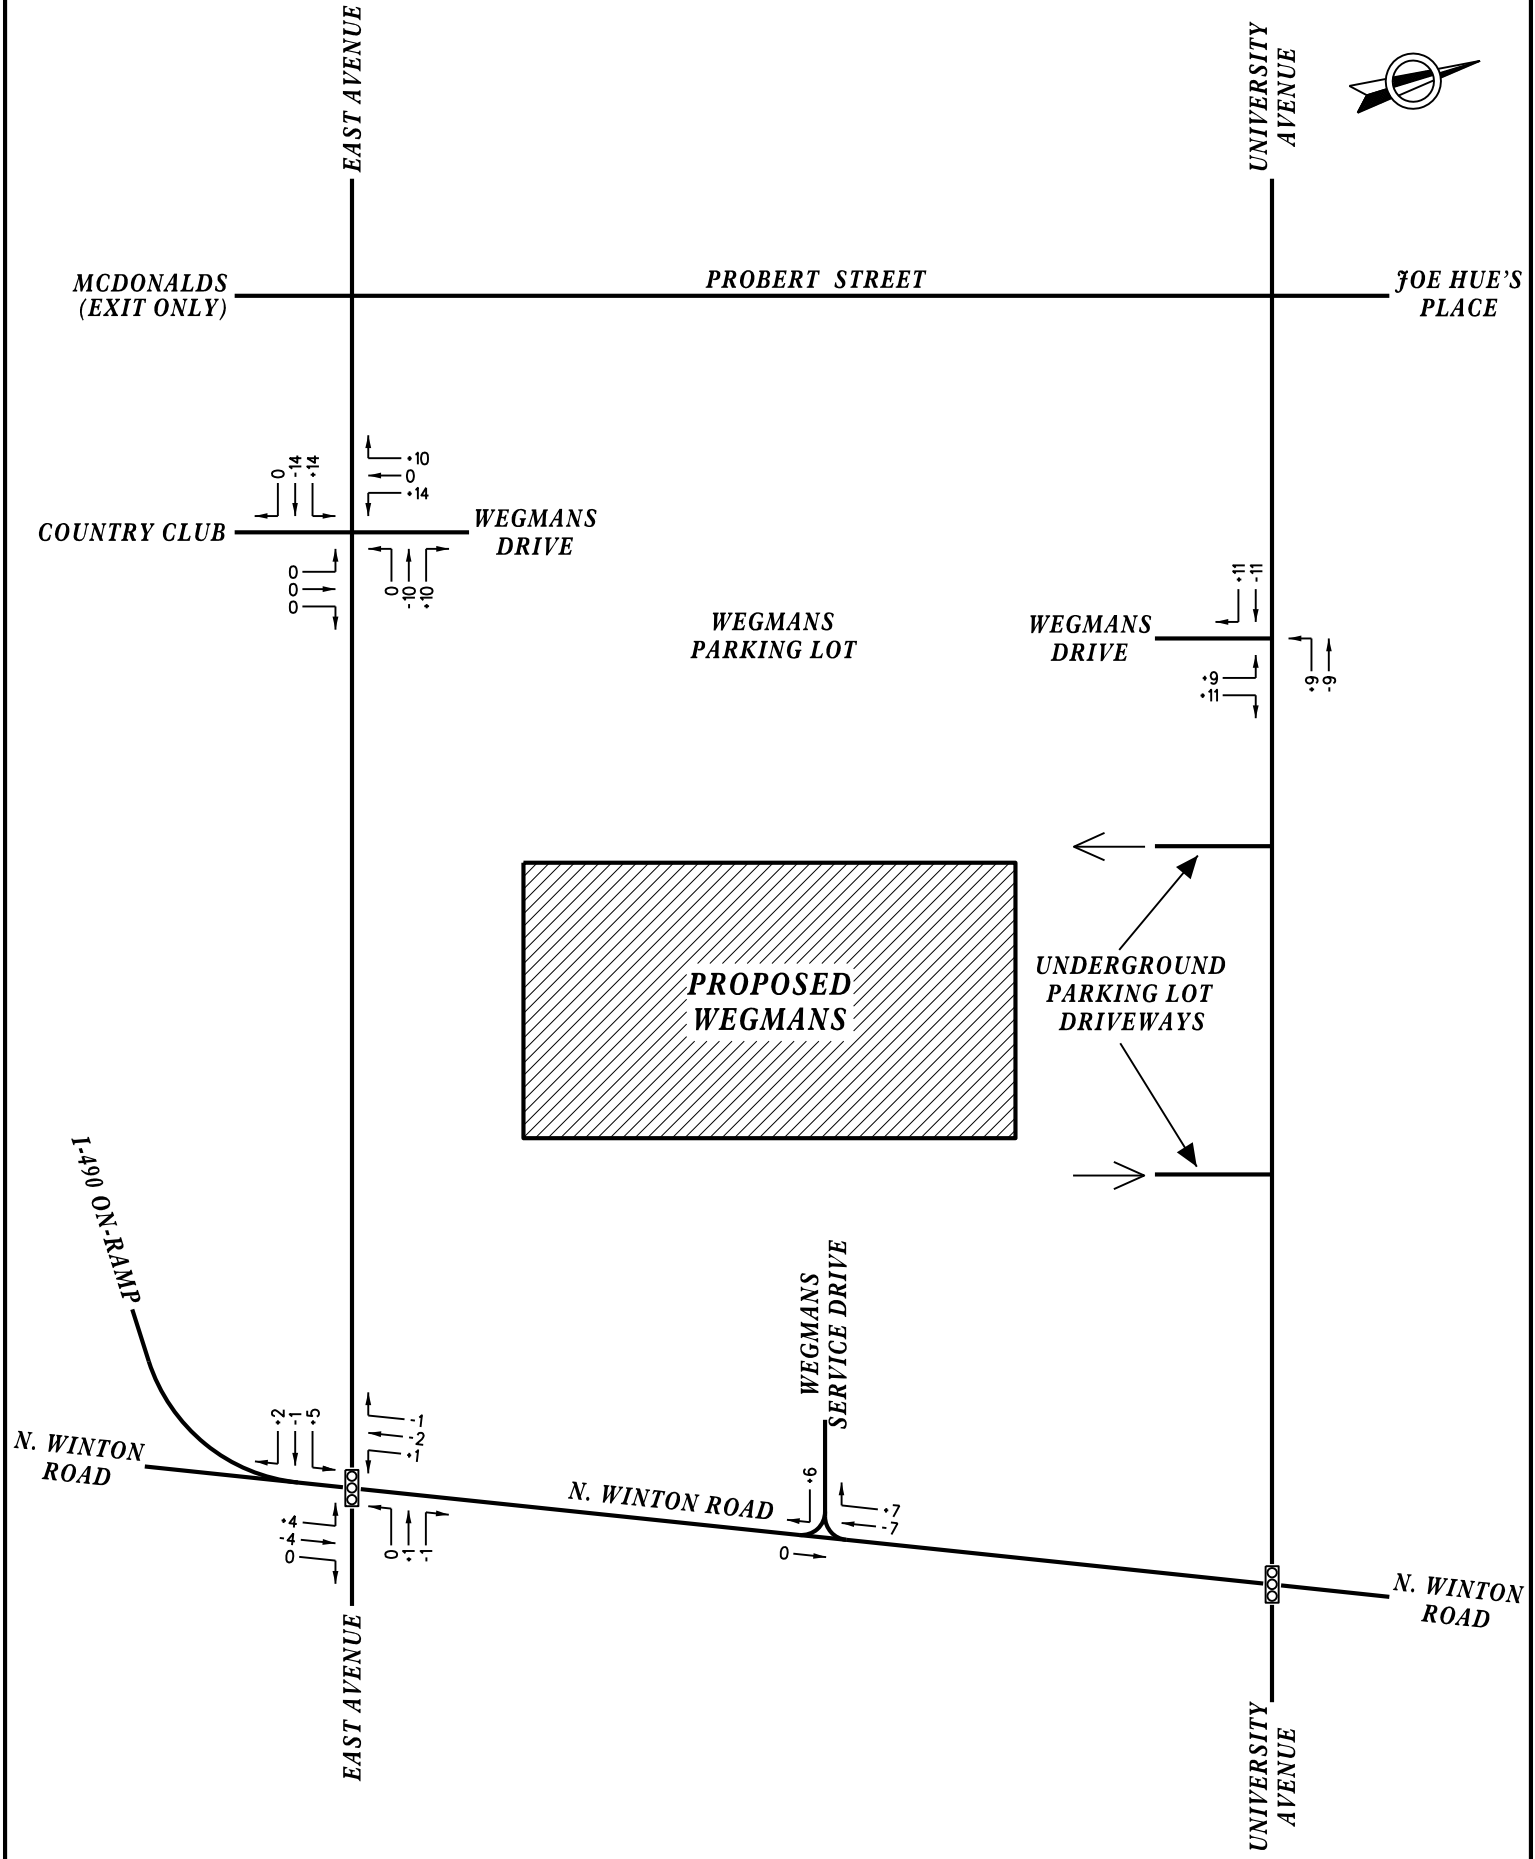 EAST AVENUE
UNIVERSITY
AVENUE
MCDONALDS
(EXIT ONLY)
PROBERT STREET
JOE HUE'S
PLACE
0
-14
+14
+10
0
+14
COUNTRY CLUB
WEGMANS
DRIVE
0
0
0
0
-10
+10
WEGMANS
PARKING LOT
WEGMANS
DRIVE
+11
-11
+9
+11
+9
-9
PROPOSED
WEGMANS
UNDERGROUND
PARKING LOT
DRIVEWAYS
I-490 ON-RAMP
WEGMANS
SERVICE DRIVE
N. WINTON
ROAD
+2
-1
+5
-1
-2
+1
+4
-4
0
0
+1
-1
N. WINTON ROAD
+6
+7
-7
0
N. WINTON
ROAD
EAST AVENUE
UNIVERSITY
AVENUE